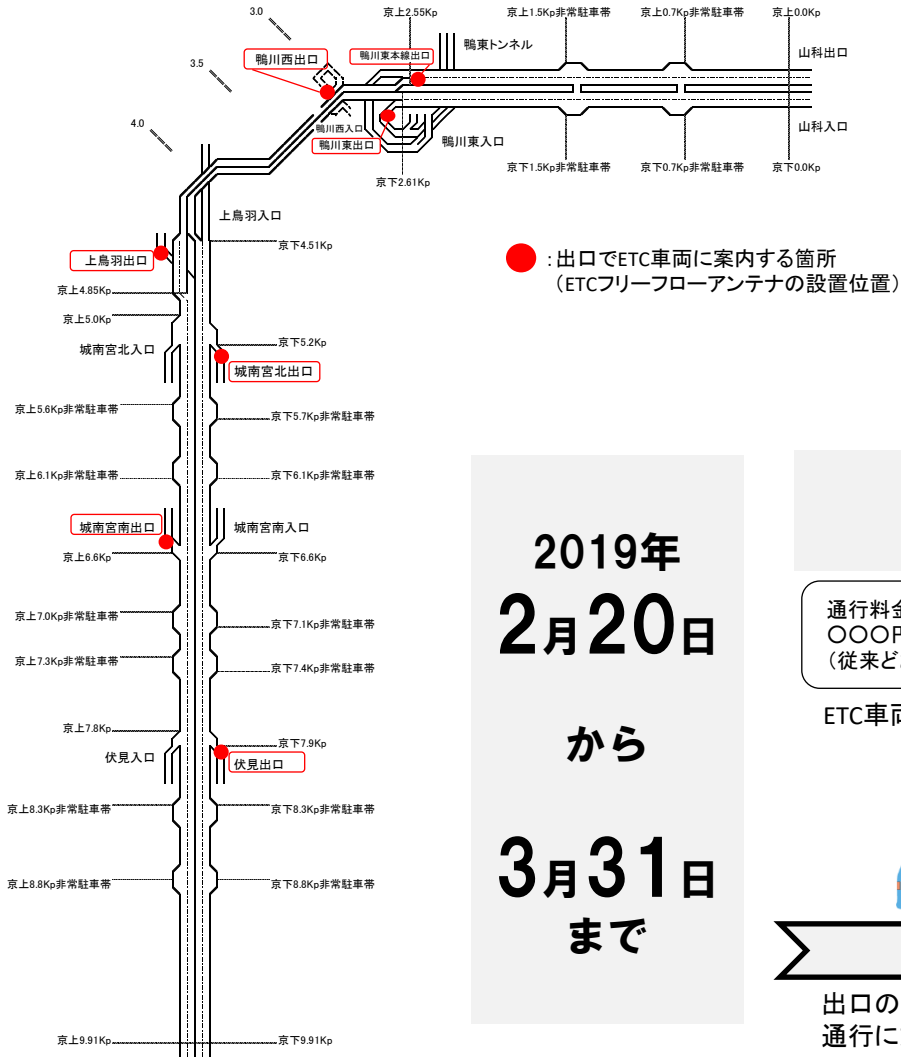 3.0
3.5
4.0
京上2.55Kp
京上1.5Kp非常駐車帯
京上0.7Kp非常駐車帯
京上0.0Kp
鴨川西出口
鴨川東本線出口
鴨東トンネル
山科出口
鴨川西入口
鴨川東出口
鴨川東入口
山科入口
京下2.61Kp
京下1.5Kp非常駐車帯
京下0.7Kp非常駐車帯
京下0.0Kp
上鳥羽入口
上鳥羽出口
京下4.51Kp
京上4.85Kp
京上5.0Kp
城南宮北入口
京下5.2Kp
城南宮北出口
京上5.6Kp非常駐車帯
京下5.7Kp非常駐車帯
京上6.1Kp非常駐車帯
京下6.1Kp非常駐車帯
城南宮南出口
城南宮南入口
京上6.6Kp
京下6.6Kp
京上7.0Kp非常駐車帯
京下7.1Kp非常駐車帯
京上7.3Kp非常駐車帯
京下7.4Kp非常駐車帯
京上7.8Kp
京下7.9Kp
伏見入口
伏見出口
京上8.3Kp非常駐車帯
京下8.3Kp非常駐車帯
京上8.8Kp非常駐車帯
京下8.8Kp非常駐車帯
京上9.91Kp
京下9.91Kp
：出口でETC車両に案内する箇所
（ETCフリーフローアンテナの設置位置）
2019年
2月20日
から
3月31日
まで
通行料金
〇〇〇円
（従来ど
ETC車両
出口の
通行に